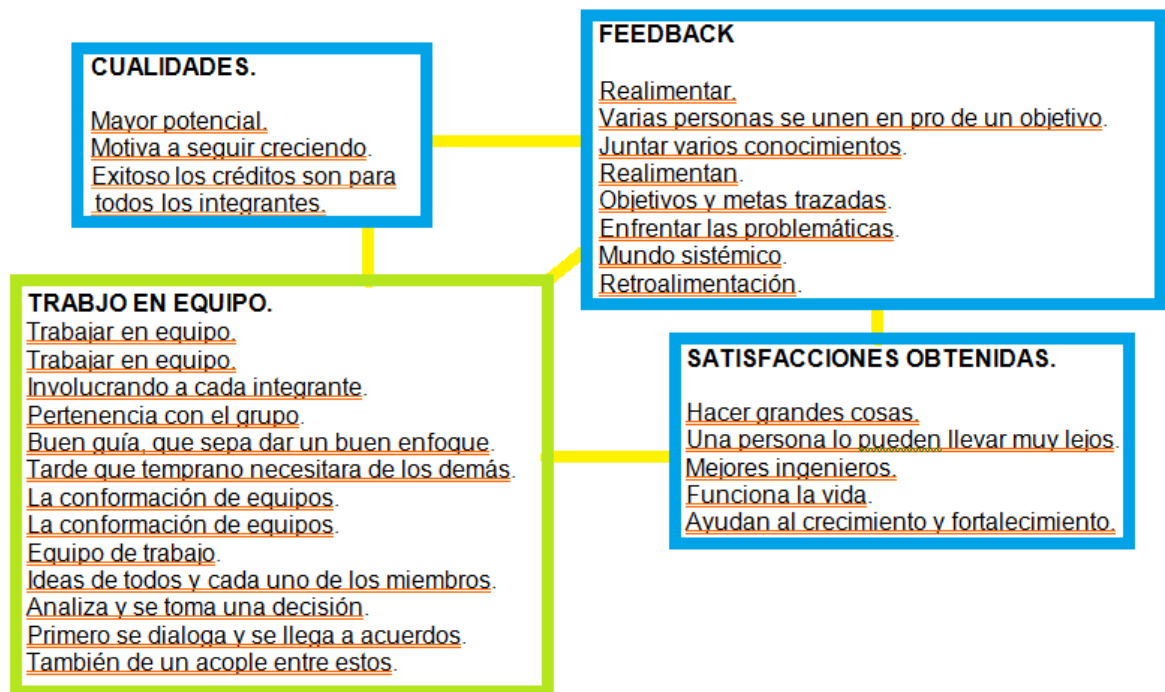 CUALIDADES.
Mayor potencial.
Motiva a seguir creciendo.
Exitoso los créditos son para
todos los integrantes.
FEEDBACK
Realimentar.
Varias personas se unen en pro de un objetivo.
Juntar varios conocimientos.
Realimentan.
Objetivos y metas trazadas.
Enfrentar las problemáticas.
Mundo sistémico.
Retroalimentación.
TRABJO EN EQUIPO.
Trabajar en equipo.
Trabajar en equipo.
Involucrando a cada integrante.
Pertenencia con el grupo.
Buen guía, que sepa dar un buen enfoque.
Tarde que temprano necesitara de los demás.
La conformación de equipos.
La conformación de equipos.
Equipo de trabajo.
Ideas de todos y cada uno de los miembros.
Analiza y se toma una decisión.
Primero se dialoga y se llega a acuerdos.
También de un acople entre estos.
SATISFACCIONES OBTENIDAS.
Hacer grandes cosas.
Una persona lo pueden llevar muy lejos.
Mejores ingenieros.
Funciona la vida.
Ayudan al crecimiento y fortalecimiento.